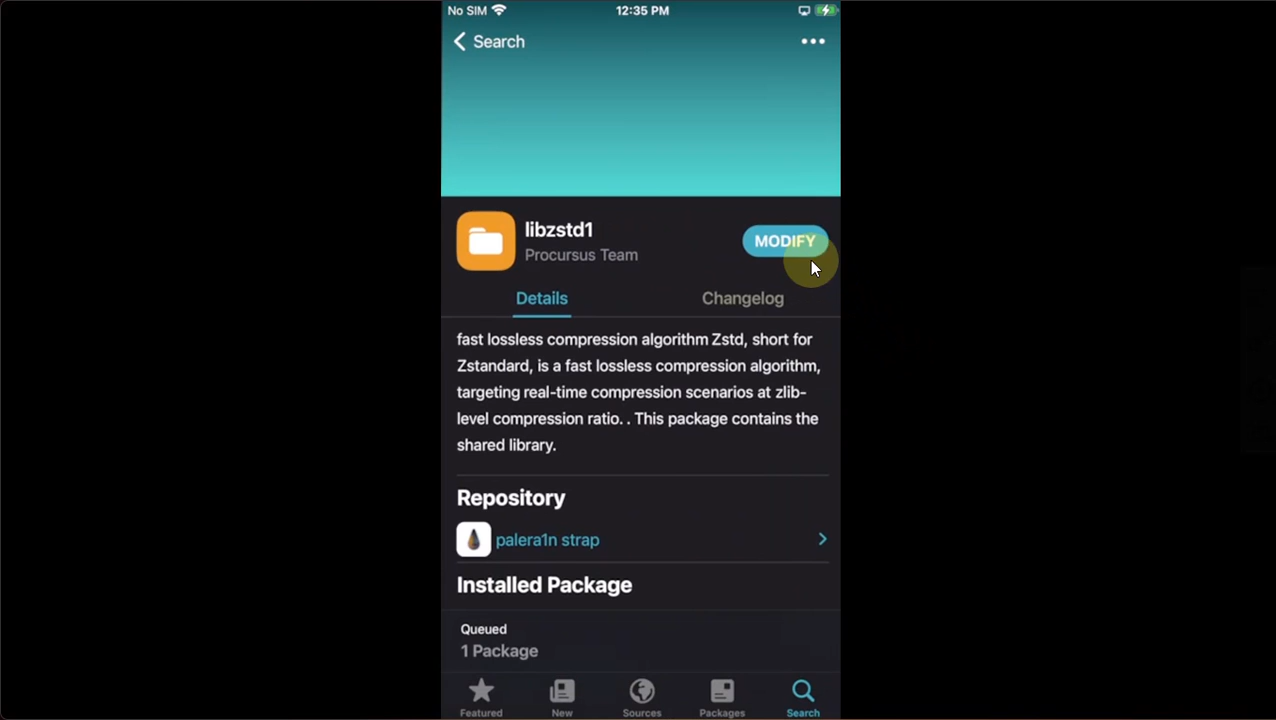 No SIM 12:35 PM
Search
libzstd1
Procursus Team
MODIFY
Details Changelog
fast lossless compression algorithm Zstd, short for
Zstandard, is a fast lossless compression algorithm,
targeting real-time compression scenarios at zlib-
level compression ratio. . This package contains the
shared library.
Repository
palera1n strap
Installed Package
Queued
1 Package
Featured New Sources Packages Search